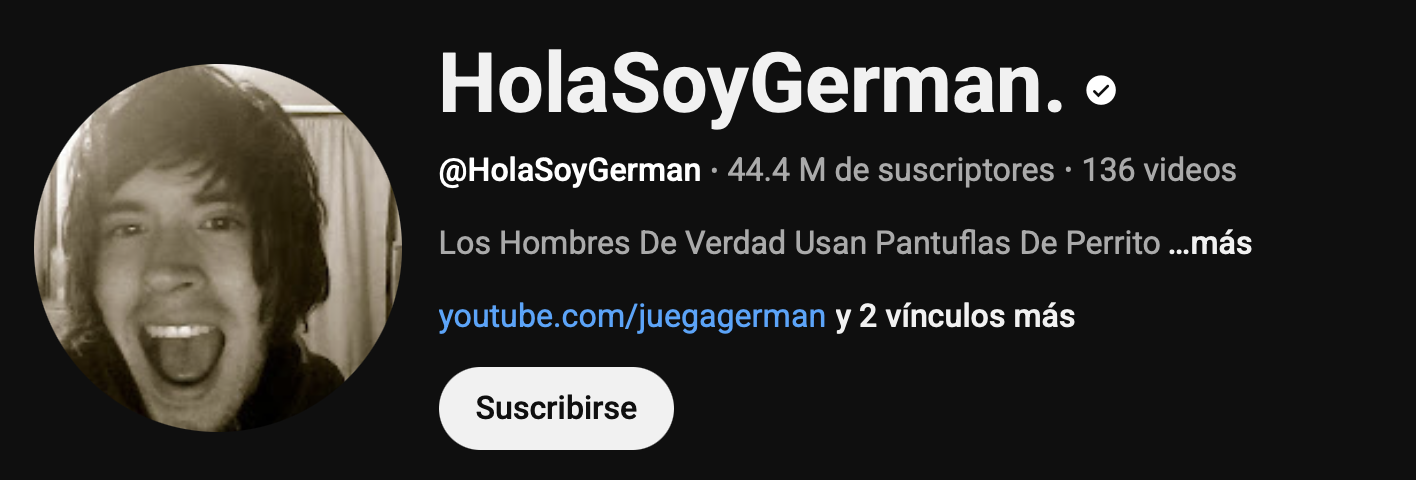 HolaSoyGerman.
@HolaSoyGerman · 44.4 M de suscriptores · 136 videos
Los Hombres De Verdad Usan Pantuflas De Perrito ...más
youtube.com/juegagerman y 2 vínculos más
Suscribirse